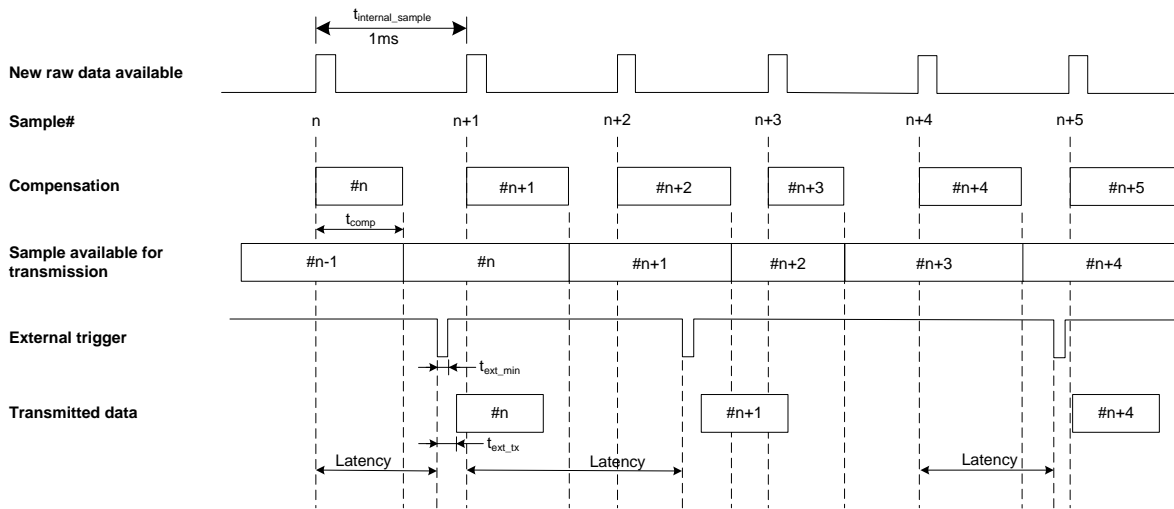 t_internal_sample
1ms
New raw data available
Sample#
n n+1 n+2 n+3 n+4 n+5
Compensation
#n #n+1 #n+2 #n+3 #n+4 #n+5
t_comp
Sample available for
transmission
#n-1 #n #n+1 #n+2 #n+3 #n+4
External trigger
t_ext_min
Transmitted data
#n #n+1 #n+4
t_ext_tx
Latency Latency Latency